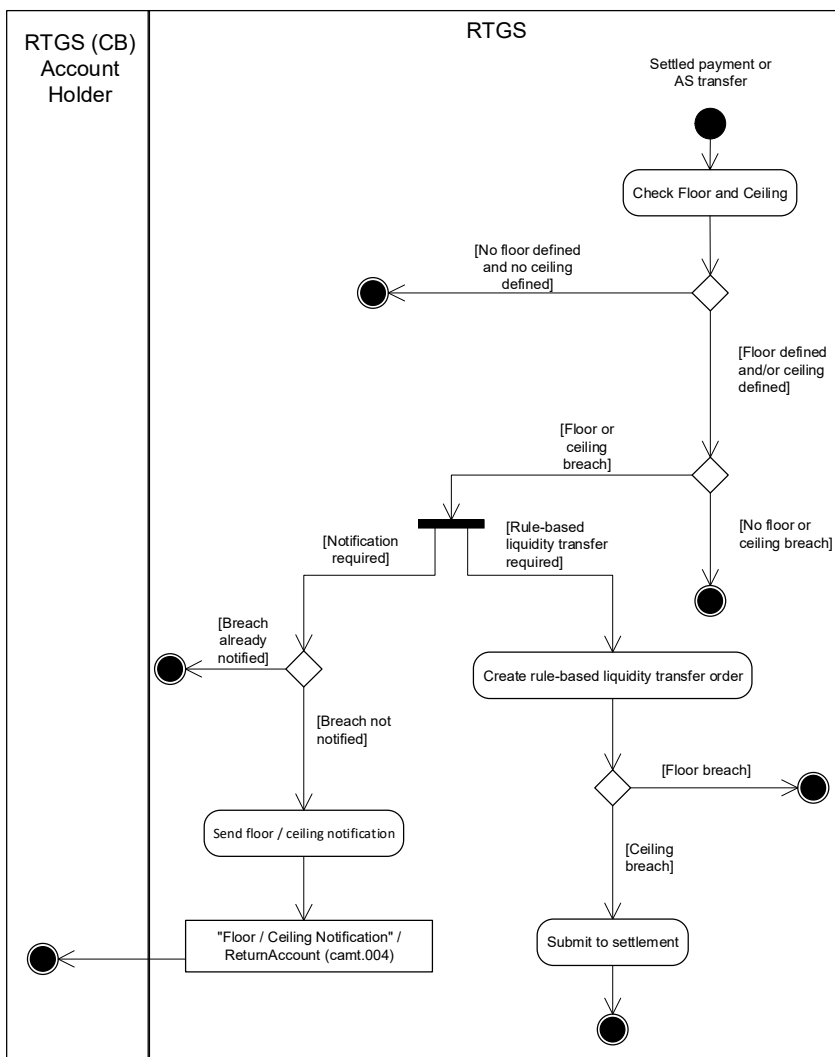 RTGS (CB)
Account
Holder
RTGS
Settled payment or
AS transfer
Check Floor and Ceiling
[No floor defined
and no ceiling
defined]
[Floor defined
and/or ceiling
defined]
[Floor or
ceiling
breach]
[No floor or
ceiling breach]
[Notification
required]
[Rule-based
liquidity transfer
required]
[Breach
already
notified]
Create rule-based liquidity transfer order
[Breach not
notified]
[Floor breach]
Send floor / ceiling notification
[Ceiling
breach]
"Floor / Ceiling Notification" /
ReturnAccount (camt.004)
Submit to settlement